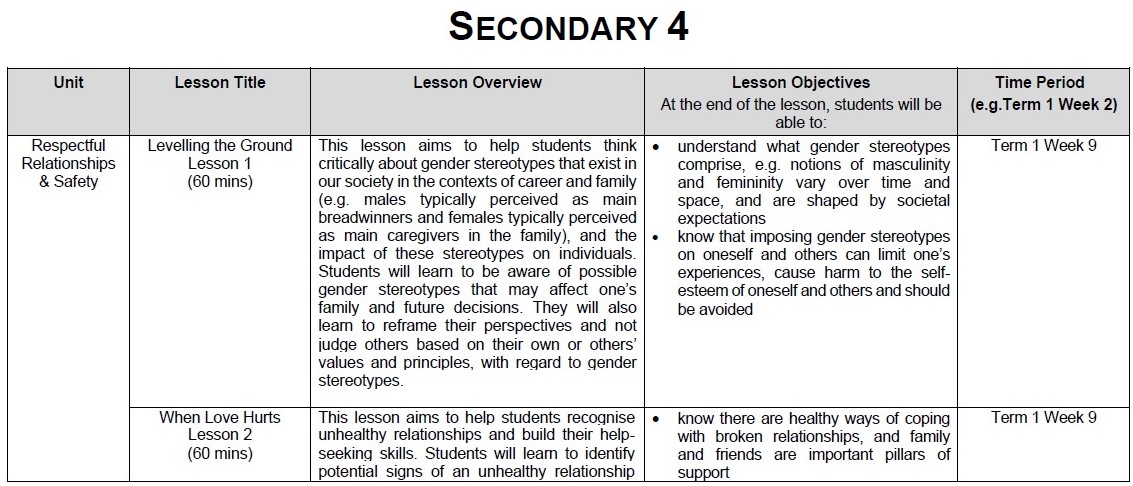 SECONDARY 4
Unit
Lesson Title
Lesson Overview
Lesson Objectives
At the end of the lesson, students will be
able to:
Time Period
(e.g.Term 1 Week 2)
Respectful
Relationships
& Safety
Levelling the Ground
Lesson 1
(60 mins)
This lesson aims to help students think
critically about gender stereotypes that exist in
our society in the contexts of career and family
(e.g. males typically perceived as main
breadwinners and females typically perceived
as main caregivers in the family), and the
impact of these stereotypes on individuals.
Students will learn to be aware of possible
gender stereotypes that may affect one’s
family and future decisions. They will also
learn to reframe their perspectives and not
judge others based on their own or others’
values and principles, with regard to gender
stereotypes.
• understand what gender stereotypes
comprise, e.g. notions of masculinity
and femininity vary over time and
space, and are shaped by societal
expectations
• know that imposing gender stereotypes
on oneself and others can limit one’s
experiences, cause harm to the self-
esteem of oneself and others and should
be avoided
Term 1 Week 9
When Love Hurts
Lesson 2
(60 mins)
This lesson aims to help students recognise
unhealthy relationships and build their help-
seeking skills. Students will learn to identify
potential signs of an unhealthy relationship
• know there are healthy ways of coping
with broken relationships, and family
and friends are important pillars of
support
Term 1 Week 9